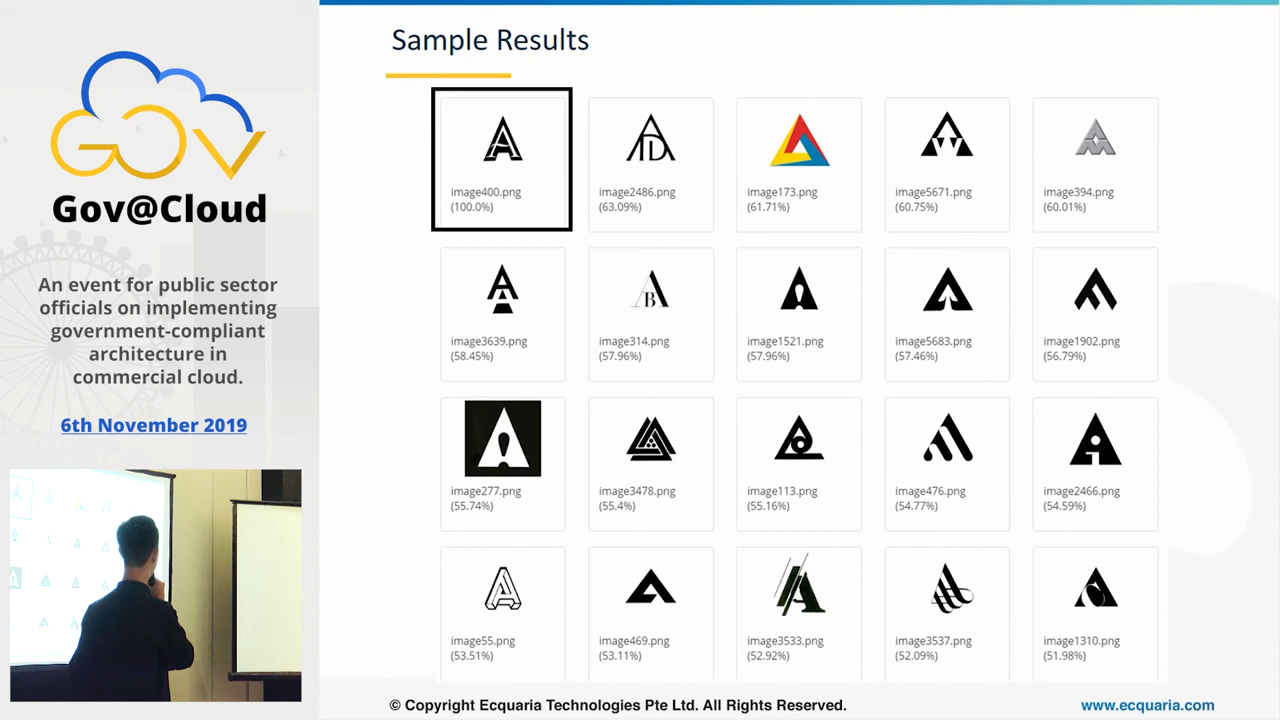 GOV
Gov@Cloud
An event for public sector
officials on implementing
government-compliant
architecture in
commercial cloud.
6th November 2019
Sample Results
image400.png
(100.0%)
image2486.png
(63.09%)
image173.png
(61.71%)
image5671.png
(60.75%)
image394.png
(60.01%)
image3639.png
(58.45%)
image314.png
(57.96%)
image1521.png
(57.96%)
image5683.png
(57.46%)
image1902.png
(56.79%)
image277.png
(55.74%)
image3478.png
(55.4%)
image113.png
(55.16%)
image476.png
(54.77%)
image2466.png
(54.59%)
image55.png
(53.51%)
image469.png
(53.11%)
image3533.png
(52.92%)
image3537.png
(52.09%)
image1310.png
(51.98%)
© Copyright Ecquaria Technologies Pte Ltd. All Rights Reserved.
www.ecquaria.com